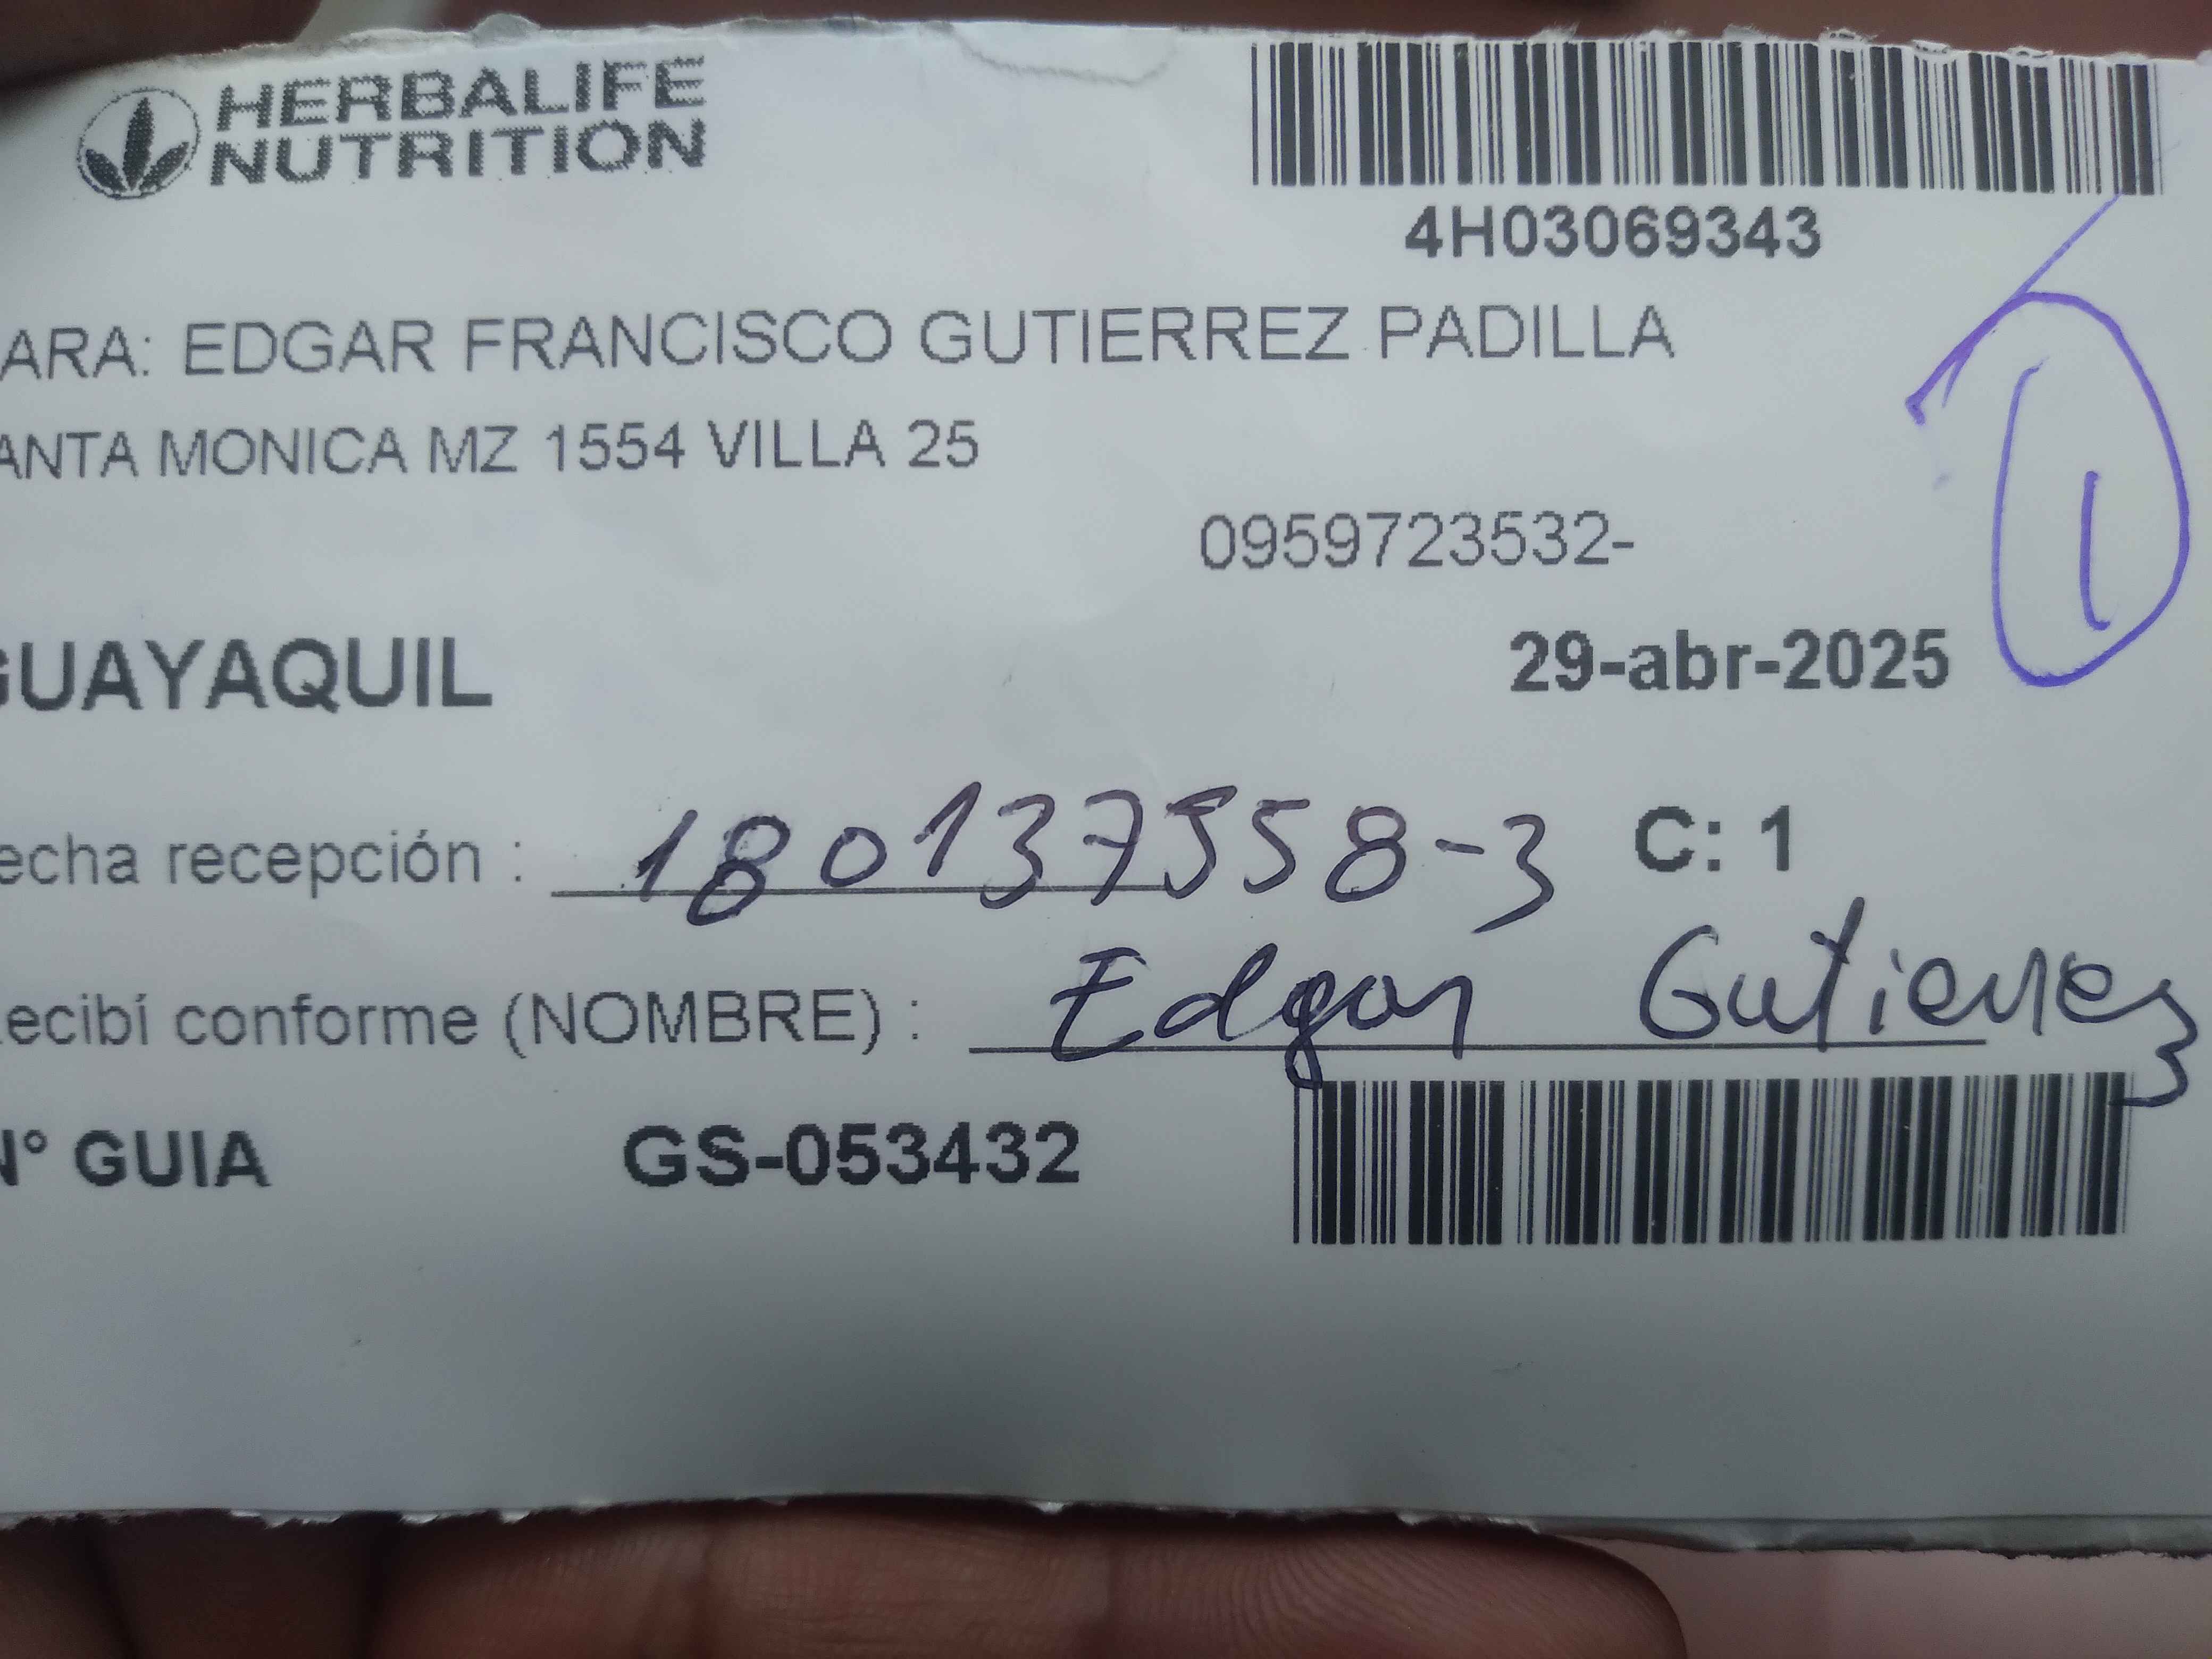 HERBALIFE
NUTRITION
4H03069343
ARA: EDGAR FRANCISCO GUTIERREZ PADILLA
ANTA MONICA MZ 1554 VILLA 25
0959723532-
1
GUAYAQUIL
29-abr-2025
echa recepción : 180137558-3 C: 1
ecibí conforme (NOMBRE) : Edgar Gutierrez
N° GUIA GS-053432